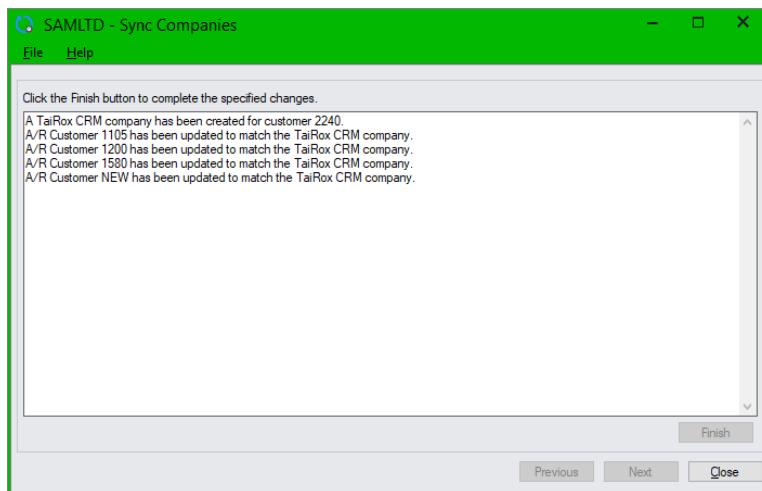 SAMLTD - Sync Companies
File Help
Click the Finish button to complete the specified changes.
A TaiRox CRM company has been created for customer 2240.
A/R Customer 1105 has been updated to match the TaiRox CRM company.
A/R Customer 1200 has been updated to match the TaiRox CRM company.
A/R Customer 1580 has been updated to match the TaiRox CRM company.
A/R Customer NEW has been updated to match the TaiRox CRM company.
Finish
Previous Next Close